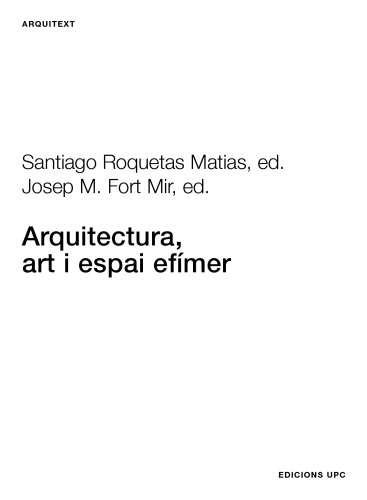 ARQUITEXT
Santiago Roquetas Matias, ed.
Josep M. Fort Mir, ed.
Arquitectura,
art i espai efímer
EDICIONS UPC